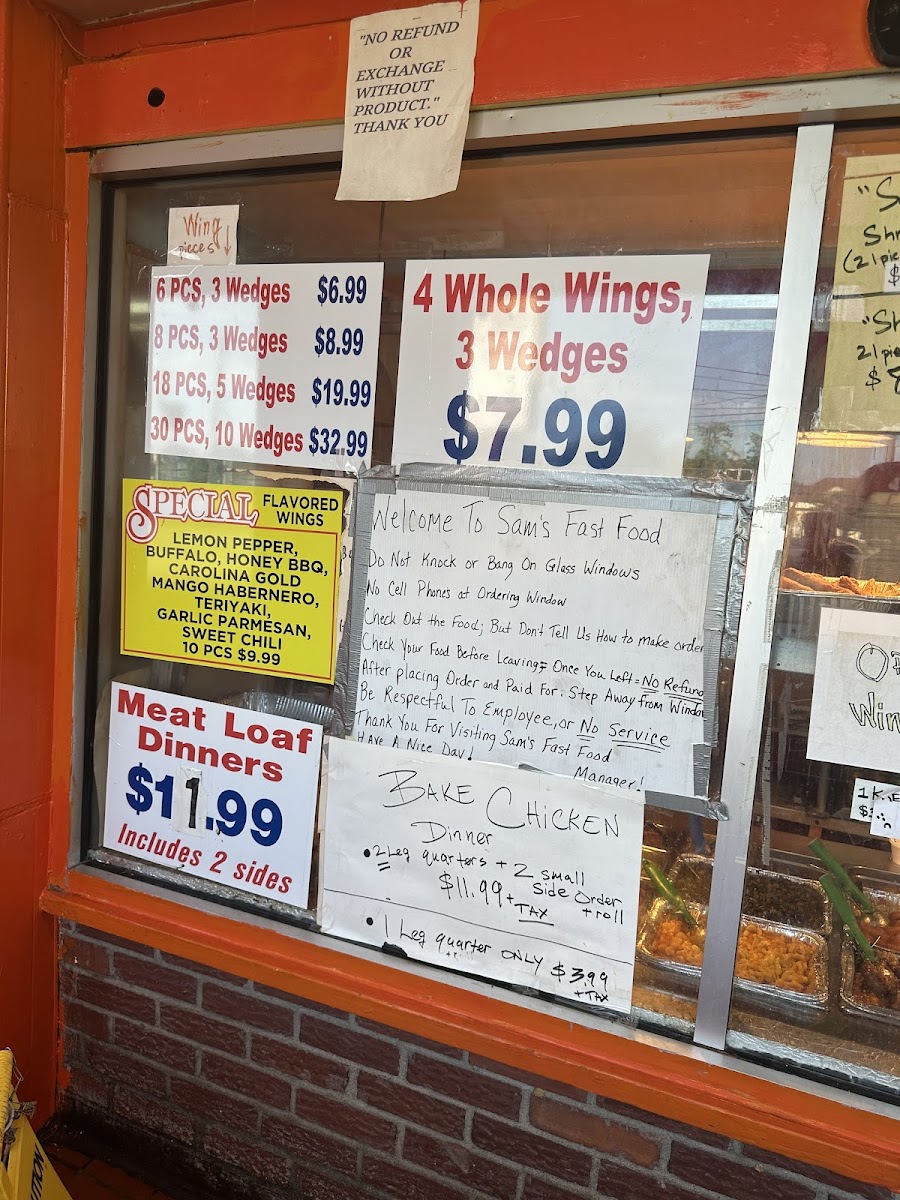 "NO REFUND
OR
EXCHANGE
WITHOUT
PRODUCT."
THANK YOU
Wing
pieces ↓
6 PCS, 3 Wedges $6.99
8 PCS, 3 Wedges $8.99
18 PCS, 5 Wedges $19.99
30 PCS, 10 Wedges $32.99
4 Whole Wings,
3 Wedges
$7.99
SPECIAL FLAVORED
WINGS
LEMON PEPPER,
BUFFALO, HONEY BBQ,
CAROLINA GOLD
MANGO HABERNERO,
TERIYAKI,
GARLIC PARMESAN,
SWEET CHILI
10 PCS $9.99
Welcome To Sam's Fast Food
Do Not Knock or Bang On Glass Windows
No Cell Phones at Ordering Window
Check Out the Food; But Don't Tell Us How to make order
Check Your Food Before Leaving; Once You Left = No Refund
After placing Order and Paid For: Step Away from Window
Be Respectful To Employee, or No Service
Thank You For Visiting Sam's Fast Food
Have A Nice Day!
Manager!
Meat Loaf
Dinners
$11.99
Includes 2 sides
BAKE CHICKEN
Dinner
• 2 Leg quarters + 2 small
Side Order
$11.99 + TAX
+ roll
• 1 Leg quarter ONLY $3.99
+ TAX
(21 pie
$
21 pie
$
Win
1 K
$